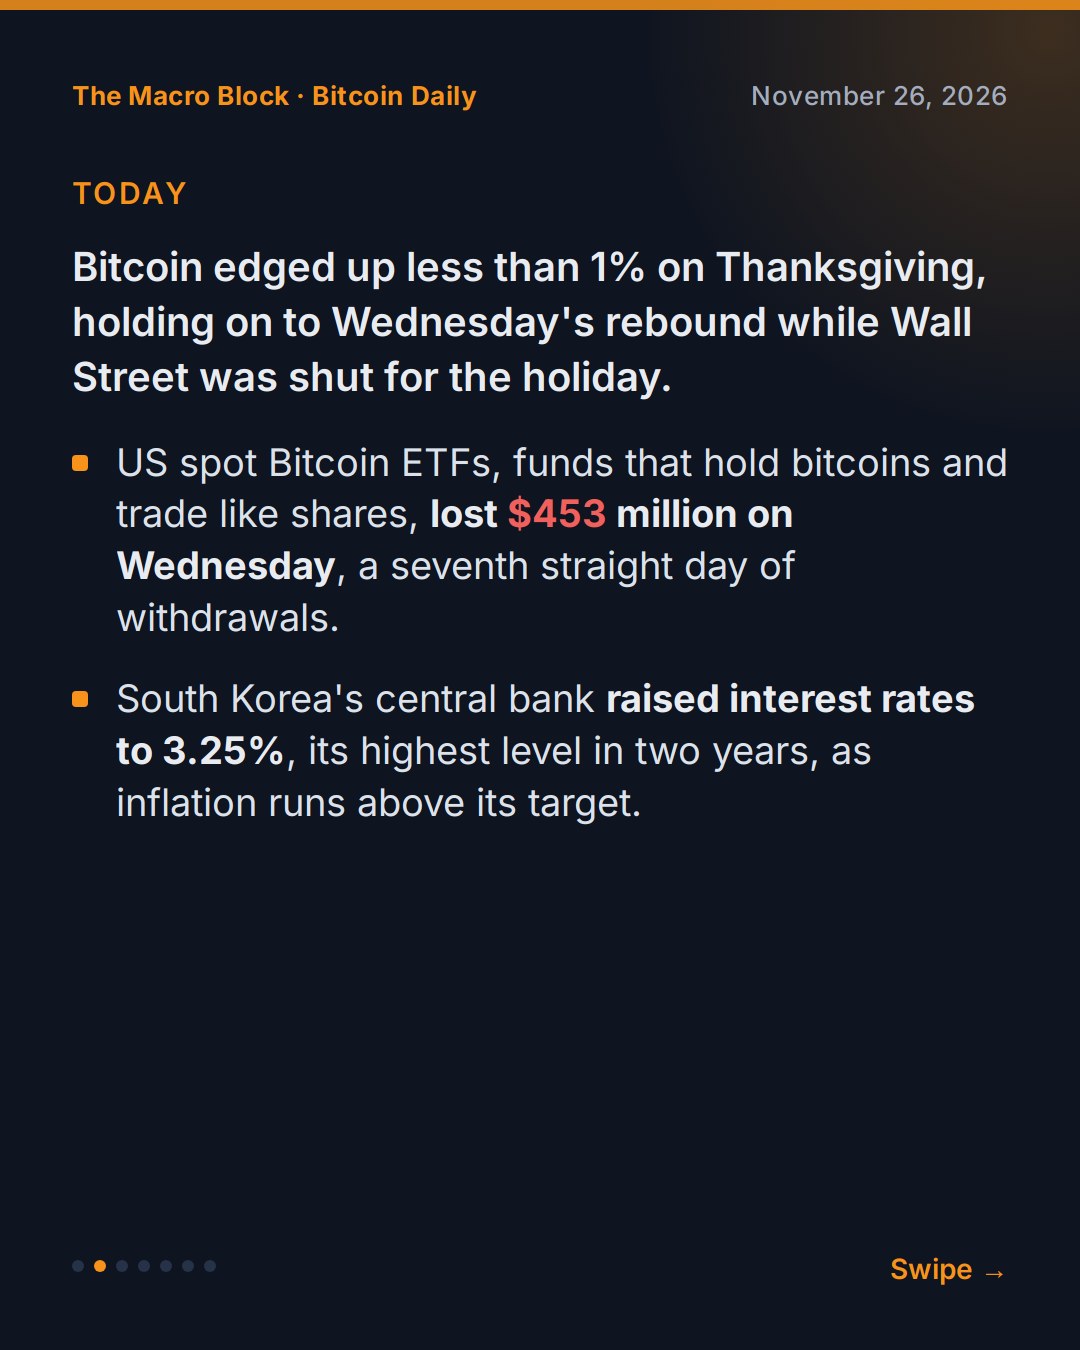 The Macro Block · Bitcoin Daily
November 26, 2026
TODAY
Bitcoin edged up less than 1% on Thanksgiving,
holding on to Wednesday's rebound while Wall
Street was shut for the holiday.
US spot Bitcoin ETFs, funds that hold bitcoins and
trade like shares, lost $453 million on
Wednesday, a seventh straight day of
withdrawals.
South Korea's central bank raised interest rates
to 3.25%, its highest level in two years, as
inflation runs above its target.
Swipe →